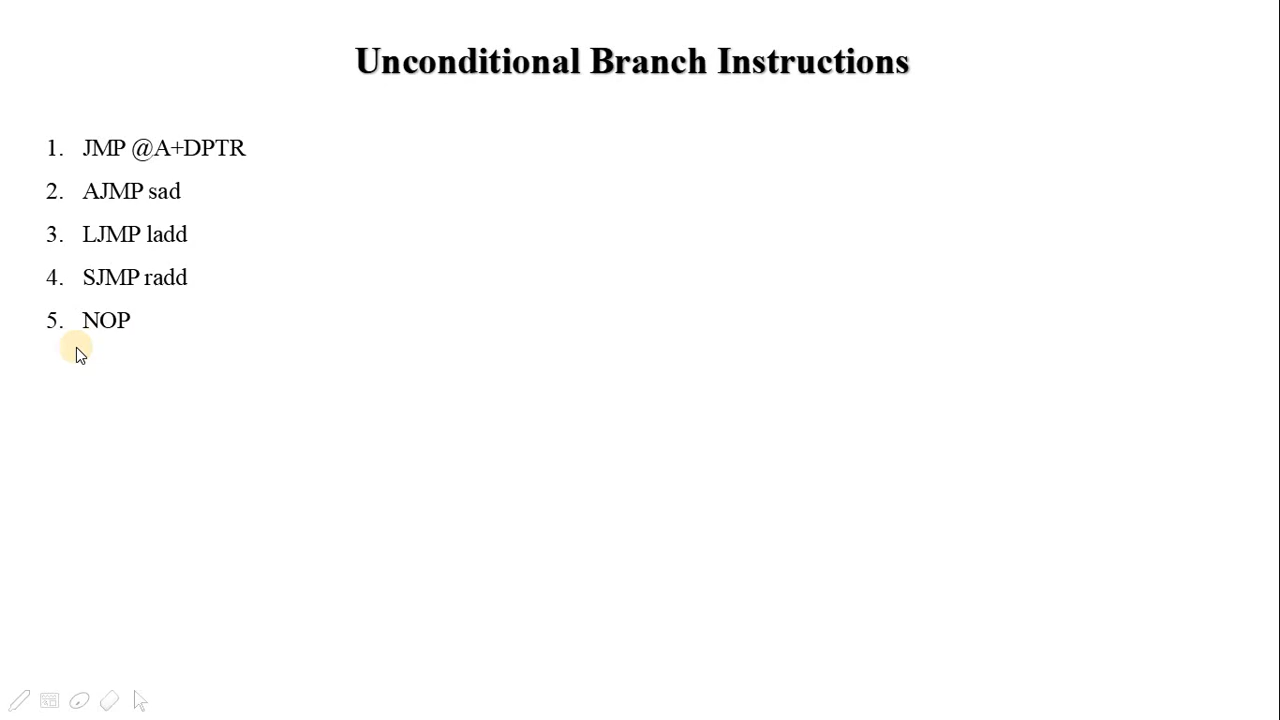 Unconditional Branch Instructions
1. JMP @A+DPTR
2. AJMP sad
3. LJMP ladd
4. SJMP radd
5. NOP